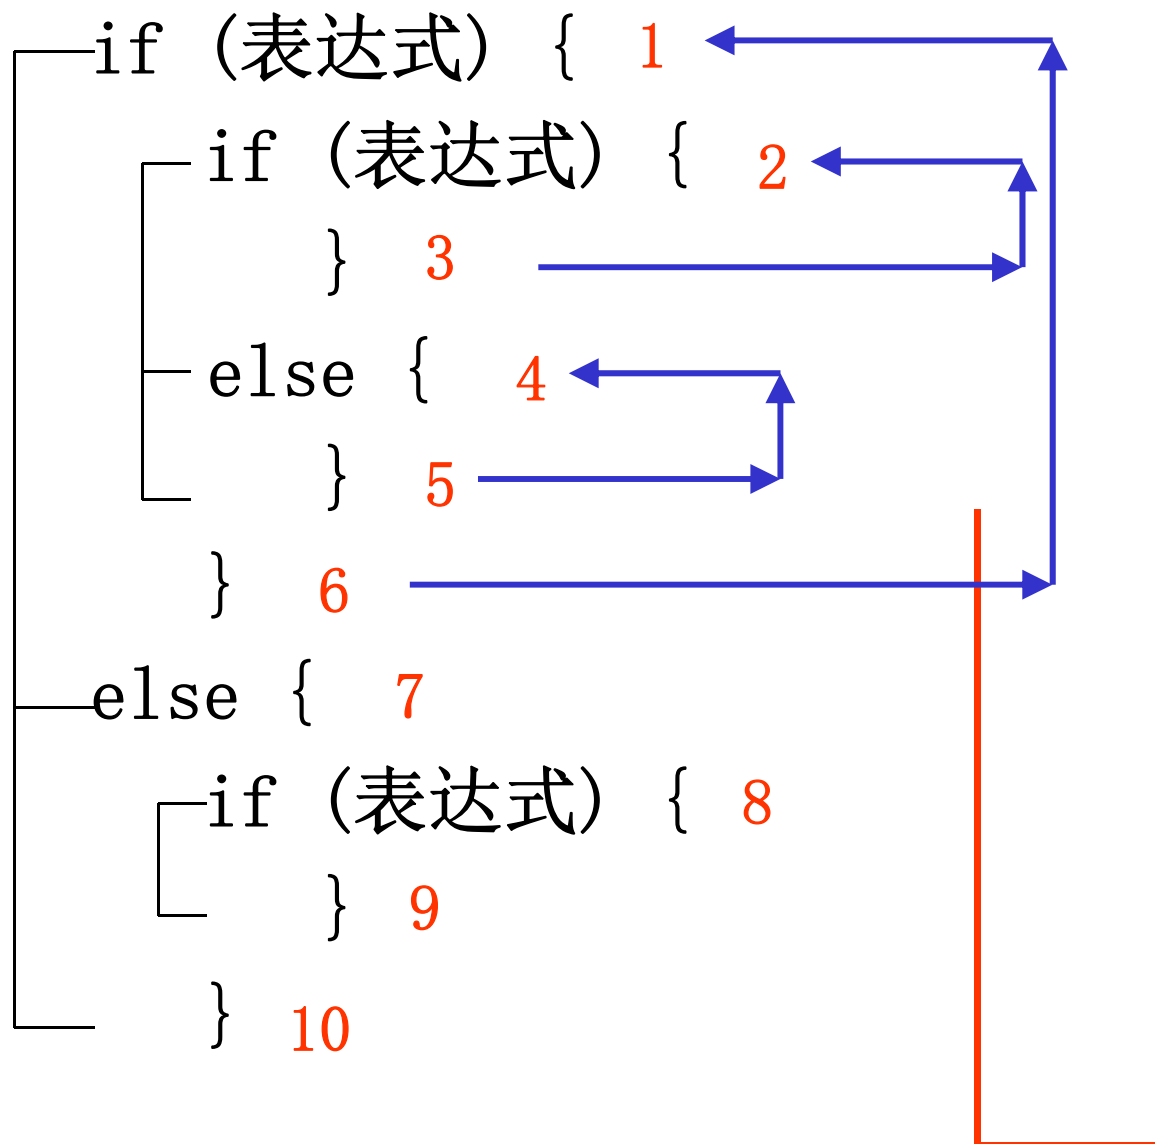 if (表达式) { 1
if (表达式) { 2
} 3
else { 4
} 5
} 6
else { 7
if (表达式) { 8
} 9
} 10